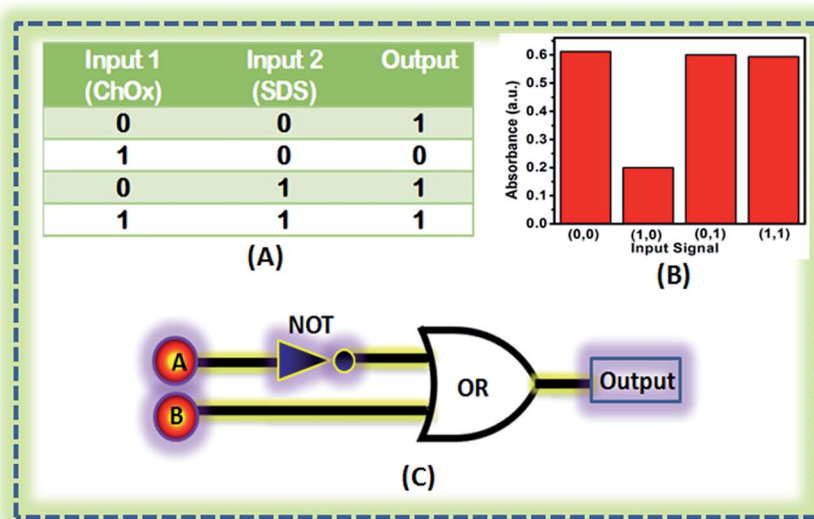 Input 1 Input 2 Output
(ChOx) (SDS)
0 0 1
1 0 0
0 1 1
1 1 1
(A)
0.6
0.5
0.4
0.3
0.2
0.1
0.0
Absorbance (a.u.)
(0,0) (1,0) (0,1) (1,1)
Input Signal
(B)
NOT
A
B
OR
Output
(C)